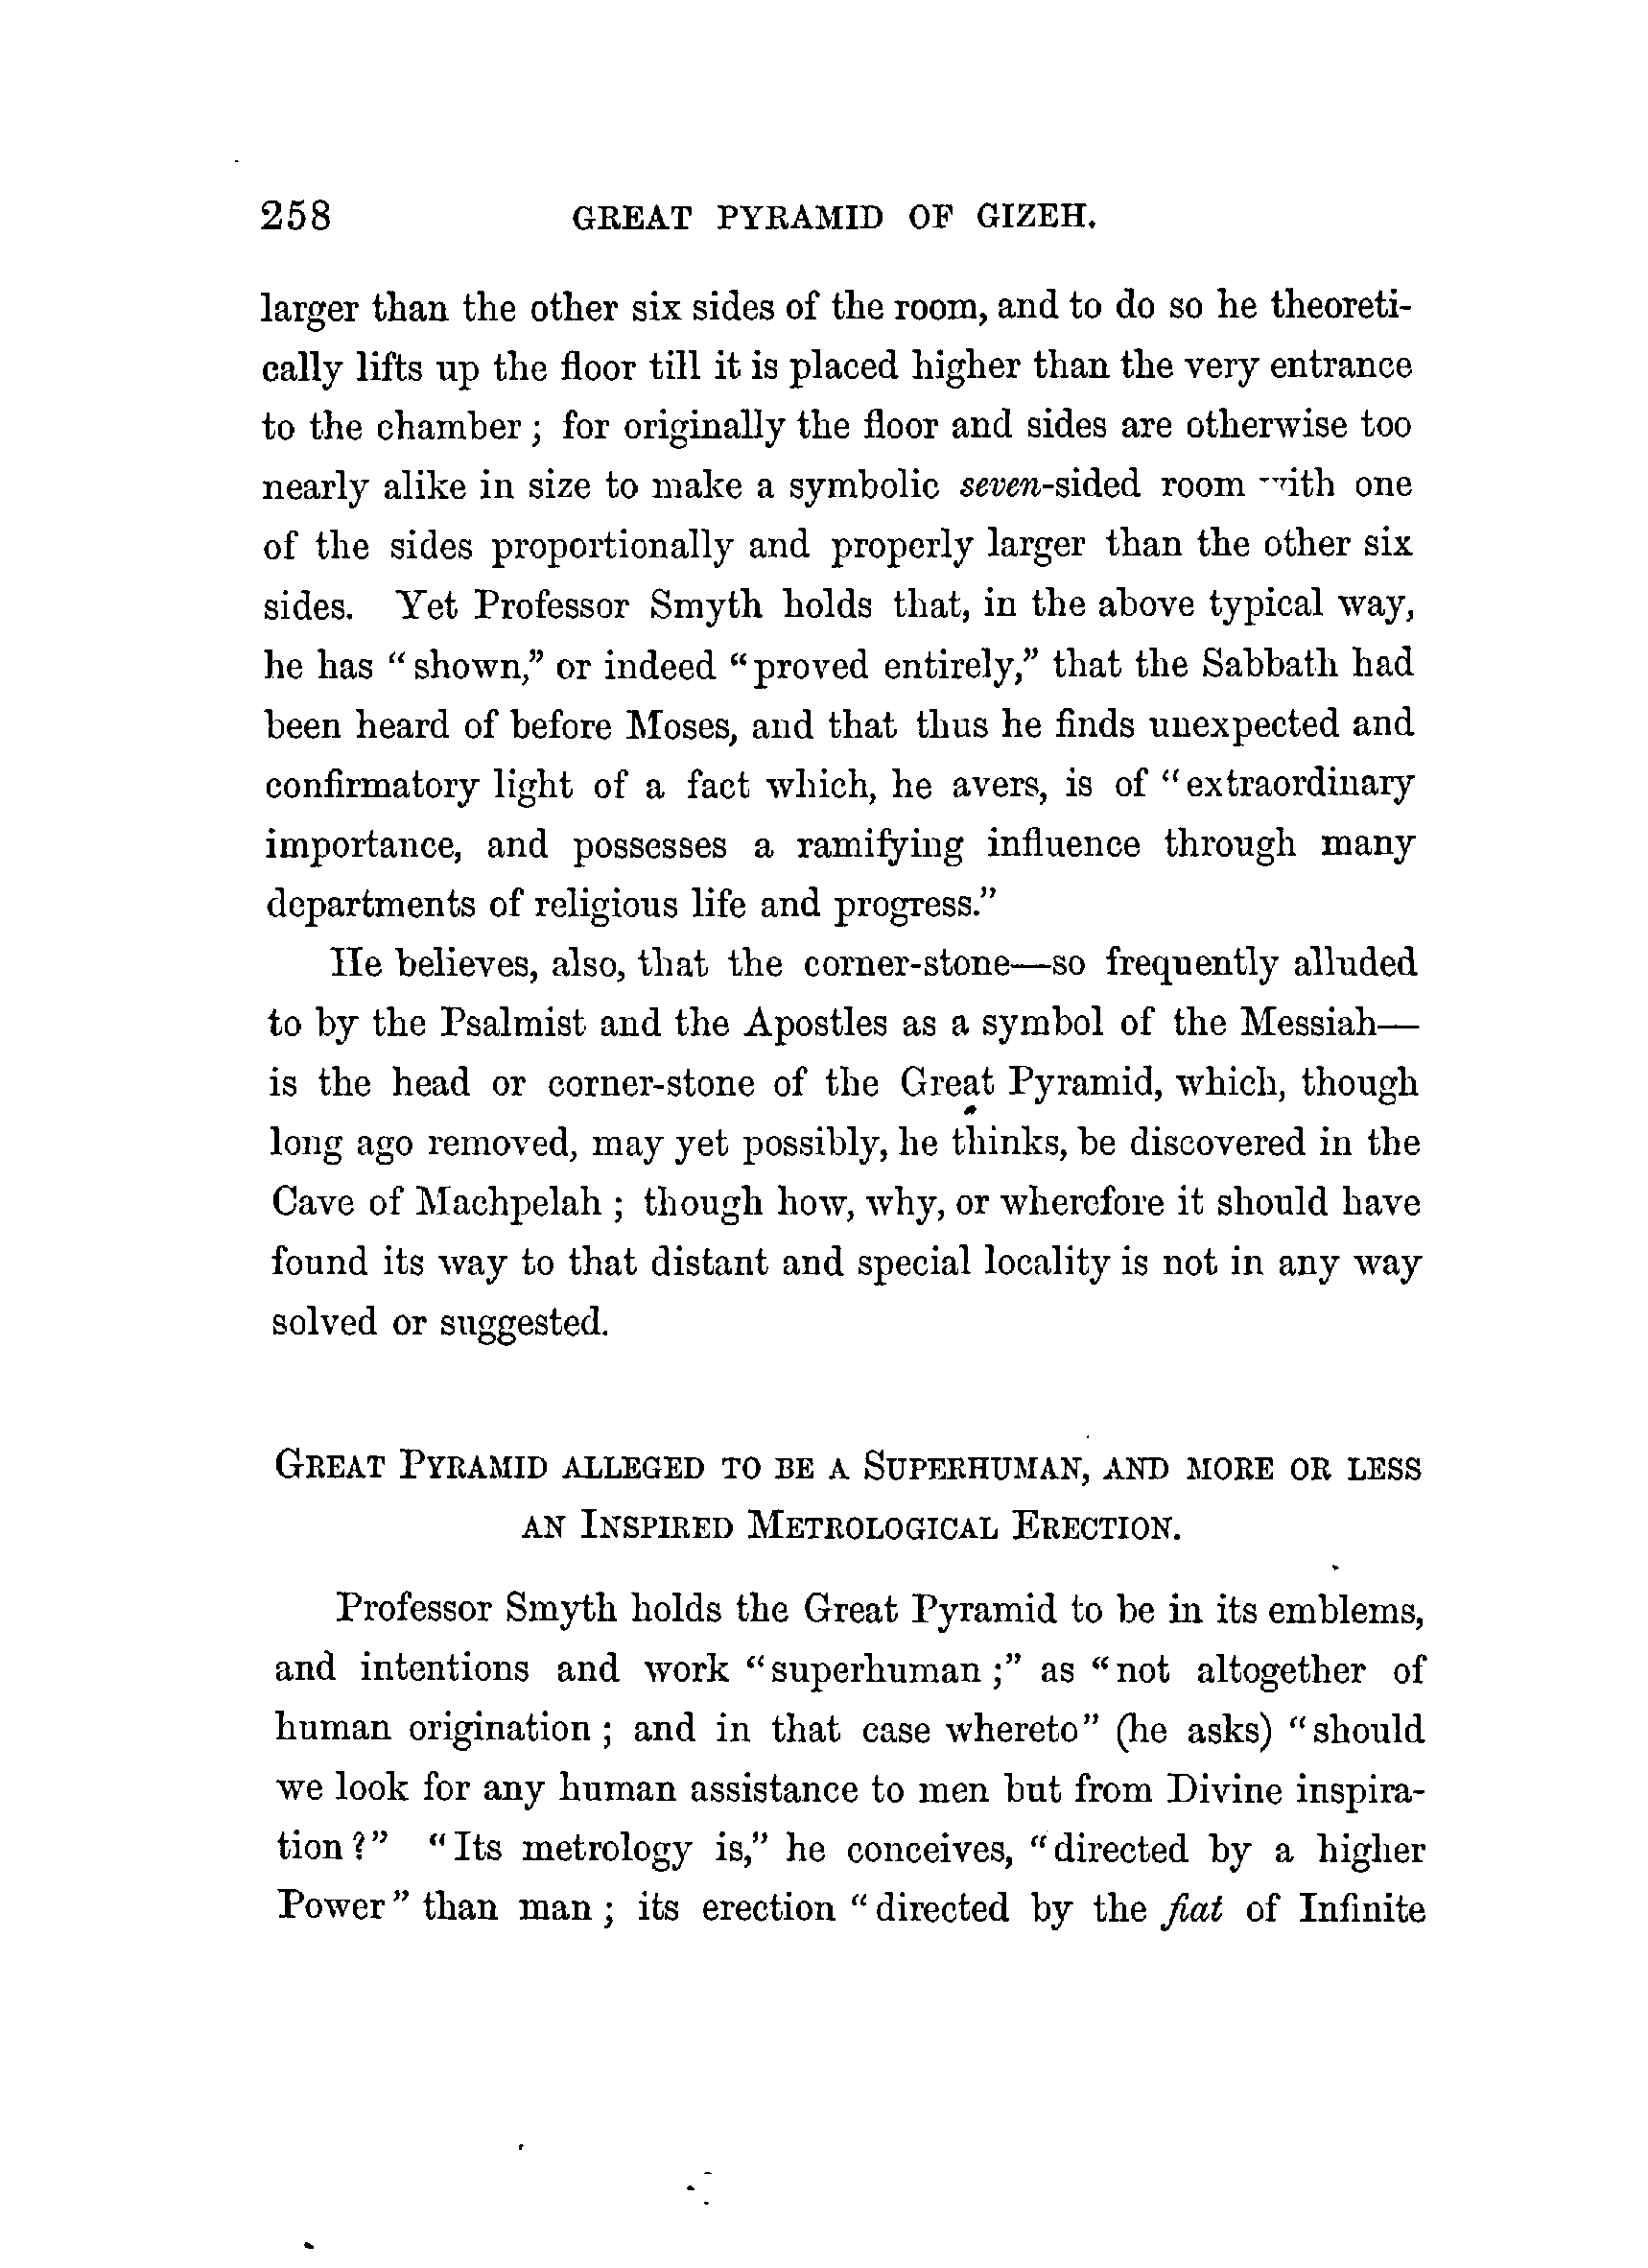 258 GREAT PYRAMID OF GIZEH.
larger than the other six sides of the room, and to do so he theoreti-
cally lifts up the floor till it is placed higher than the very entrance
to the chamber; for originally the floor and sides are otherwise too
nearly alike in size to make a symbolic seven-sided room with one
of the sides proportionally and properly larger than the other six
sides. Yet Professor Smyth holds that, in the above typical way,
he has "shown," or indeed "proved entirely," that the Sabbath had
been heard of before Moses, and that thus he finds unexpected and
confirmatory light of a fact which, he avers, is of "extraordinary
importance, and possesses a ramifying influence through many
departments of religious life and progress."
He believes, also, that the corner-stone—so frequently alluded
to by the Psalmist and the Apostles as a symbol of the Messiah—
is the head or corner-stone of the Great Pyramid, which, though
long ago removed, may yet possibly, he thinks, be discovered in the
Cave of Machpelah; though how, why, or wherefore it should have
found its way to that distant and special locality is not in any way
solved or suggested.
GREAT PYRAMID ALLEGED TO BE A SUPERHUMAN, AND MORE OR LESS
AN INSPIRED METROLOGICAL ERECTION.
Professor Smyth holds the Great Pyramid to be in its emblems,
and intentions and work "superhuman;" as "not altogether of
human origination; and in that case whereto" (he asks) "should
we look for any human assistance to men but from Divine inspira-
tion?" "Its metrology is," he conceives, "directed by a higher
Power" than man; its erection "directed by the fiat of Infinite